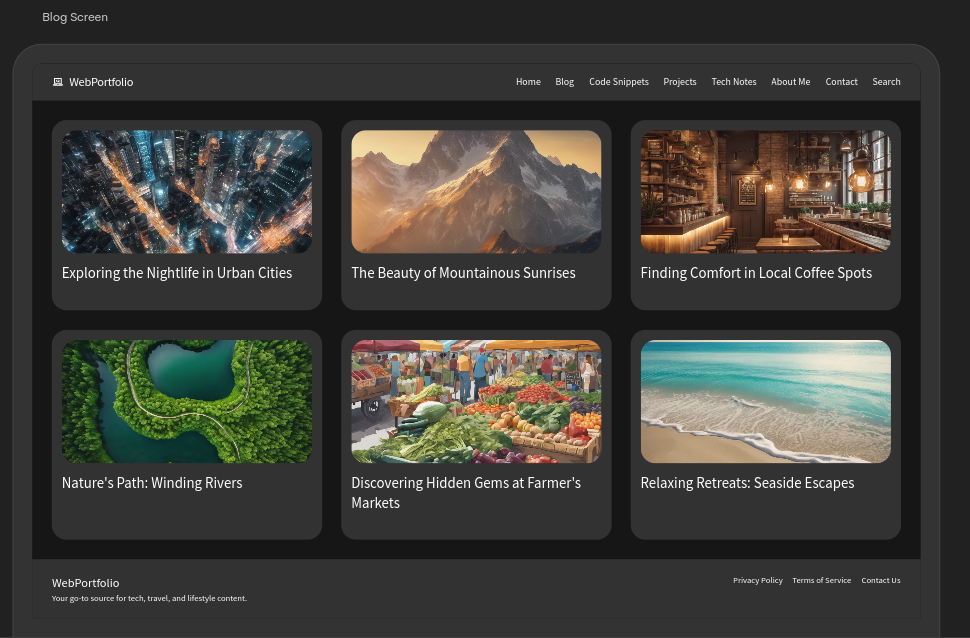 Blog Screen
WebPortfolio
Home
Blog
Code Snippets
Projects
Tech Notes
About Me
Contact
Search
Exploring the Nightlife in Urban Cities
The Beauty of Mountainous Sunrises
Finding Comfort in Local Coffee Spots
Nature's Path: Winding Rivers
Discovering Hidden Gems at Farmer's
Markets
Relaxing Retreats: Seaside Escapes
WebPortfolio
Your go-to source for tech, travel, and lifestyle content.
Privacy Policy
Terms of Service
Contact Us